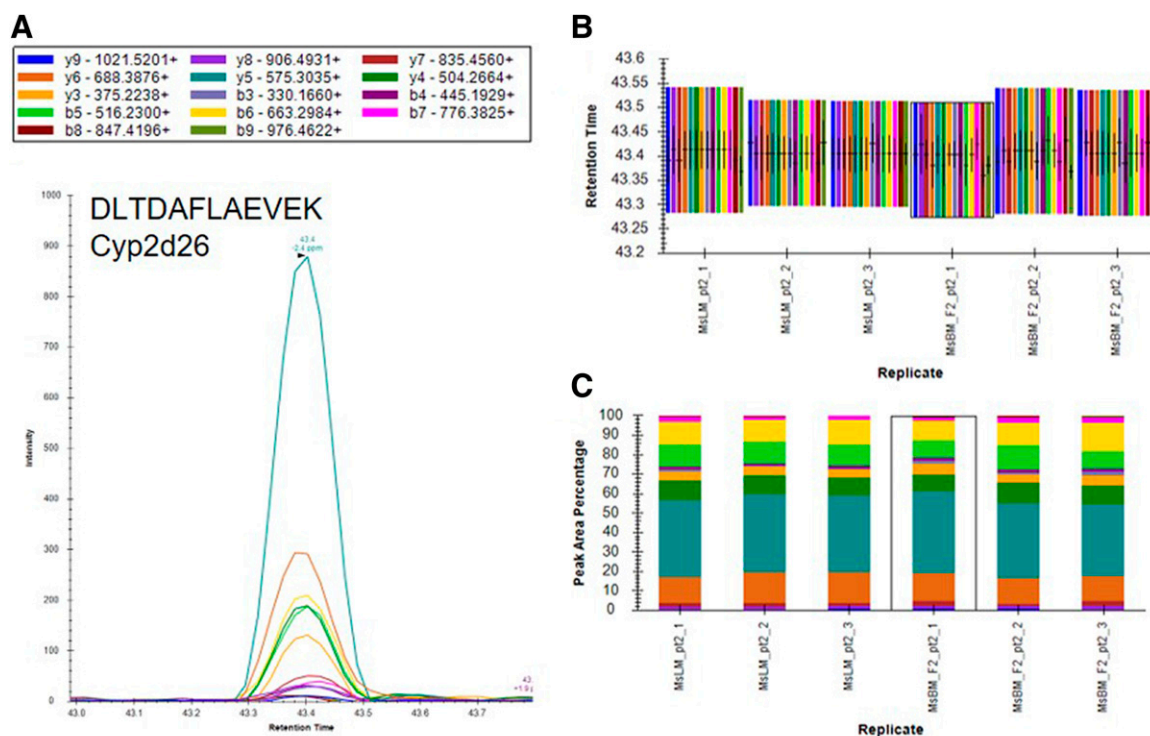 A
y9 - 1021.5201+ y8 - 906.4931+ y7 - 835.4560+
y6 - 688.3876+ y5 - 575.3035+ y4 - 504.2664+
y3 - 375.2238+ b3 - 330.1660+ b4 - 445.1929+
b5 - 516.2300+ b6 - 663.2984+ b7 - 776.3825+
b8 - 847.4196+ b9 - 976.4622+
DLTDAFLAEVEK
Cyp2d26
43.4
-2.4 ppm
1000
900
800
700
600
500
400
300
200
100
0
Intensity
43.0 43.1 43.2 43.3 43.4 43.5 43.6 43.7
Retention Time
B
43.6
43.55
43.5
43.45
43.4
43.35
43.3
43.25
43.2
Retention Time
MsLM_pt2_1
MsLM_pt2_2
MsLM_pt2_3
MsBM_F2_pt2_1
MsBM_F2_pt2_2
MsBM_F2_pt2_3
Replicate
C
100
90
80
70
60
50
40
30
20
10
0
Peak Area Percentage
MsLM_pt2_1
MsLM_pt2_2
MsLM_pt2_3
MsBM_F2_pt2_1
MsBM_F2_pt2_2
MsBM_F2_pt2_3
Replicate